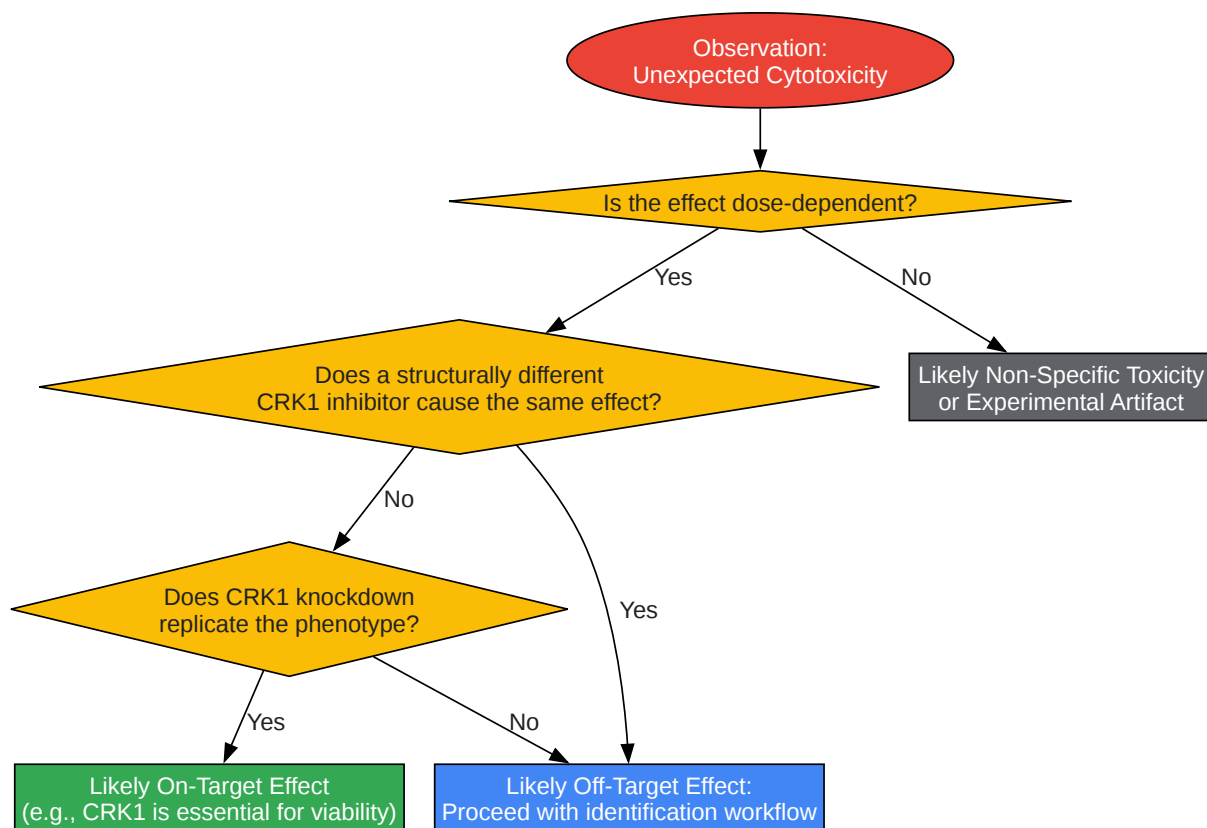 Observation:
Unexpected Cytotoxicity
Is the effect dose-dependent?
Yes
No
Does a structurally different
CRK1 inhibitor cause the same effect?
Likely Non-Specific Toxicity
or Experimental Artifact
No
Yes
Does CRK1 knockdown
replicate the phenotype?
Yes
No
Likely On-Target Effect
(e.g., CRK1 is essential for viability)
Likely Off-Target Effect:
Proceed with identification workflow